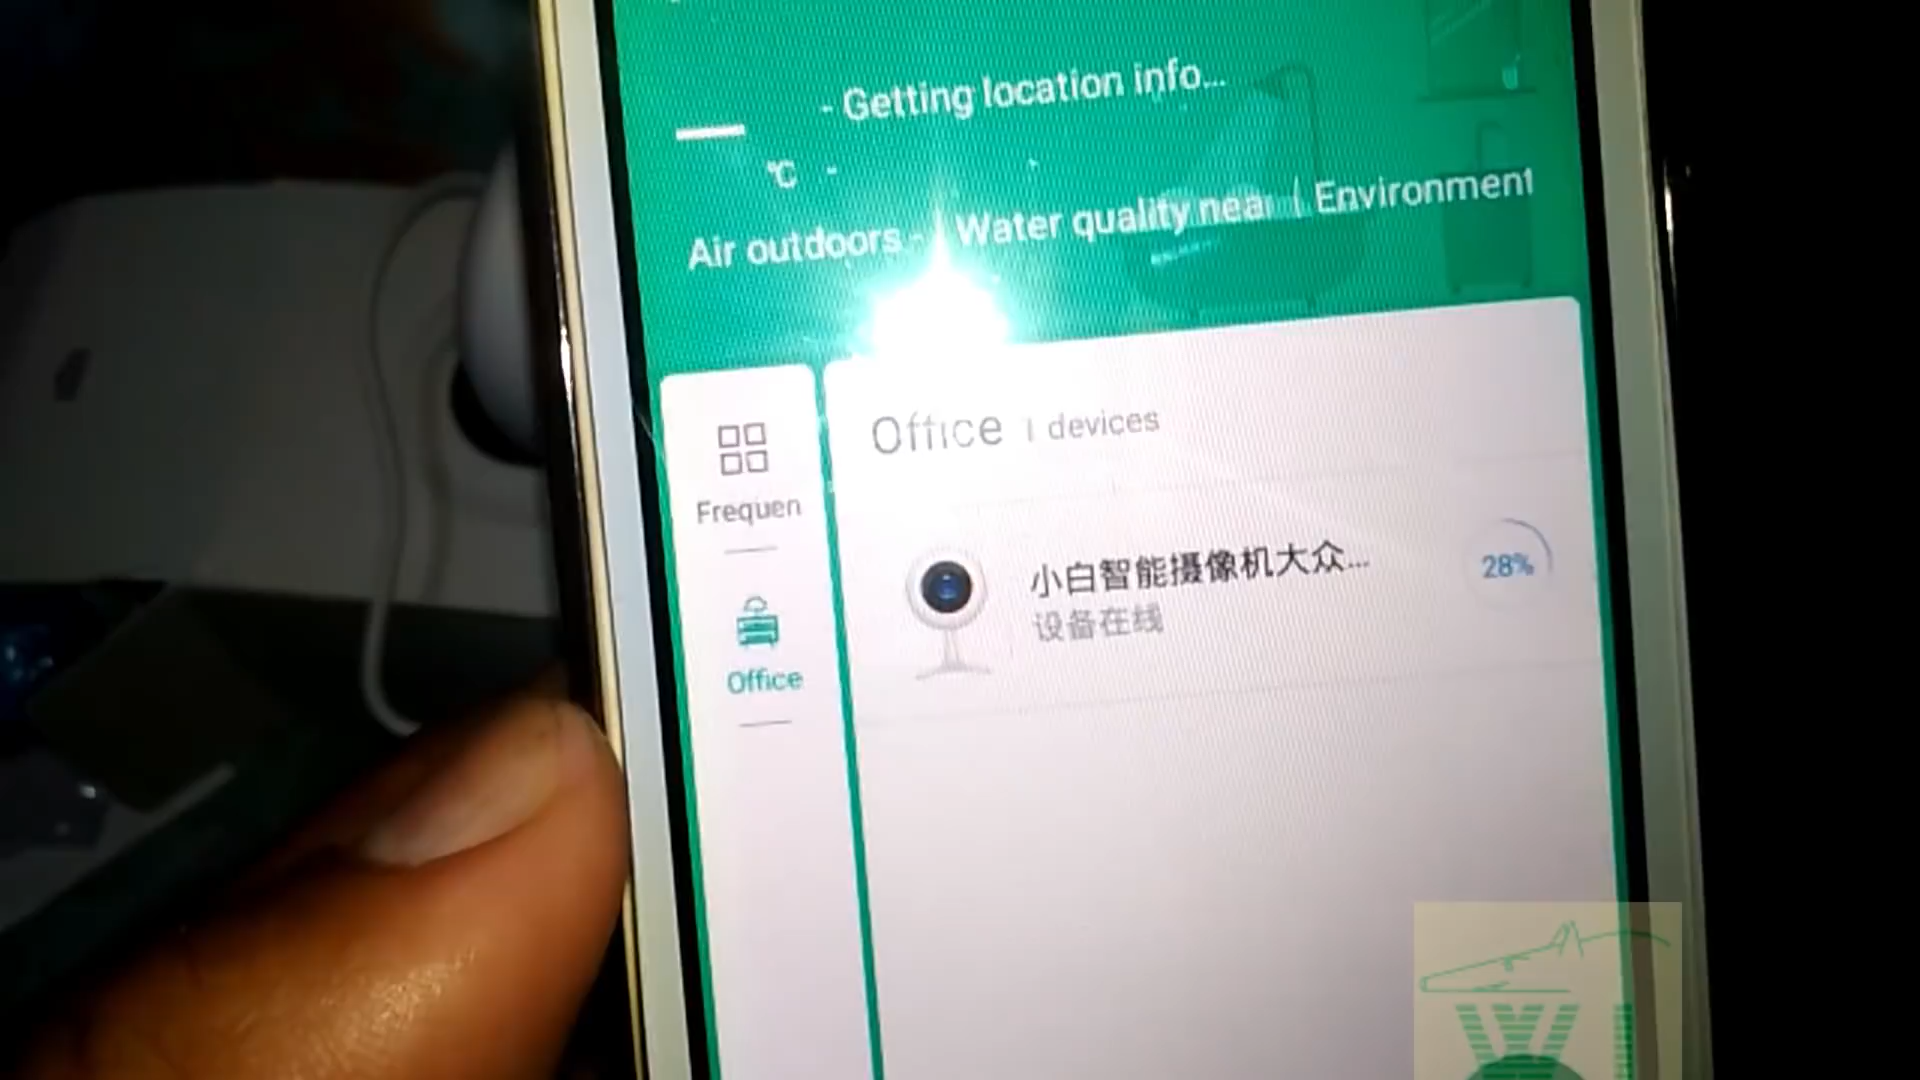 - Getting location info...
℃ -
Air outdoors - | Water quality near | Environment
Office 1 devices
Frequen
小白智能摄像机大众...
设备在线
28%
Office